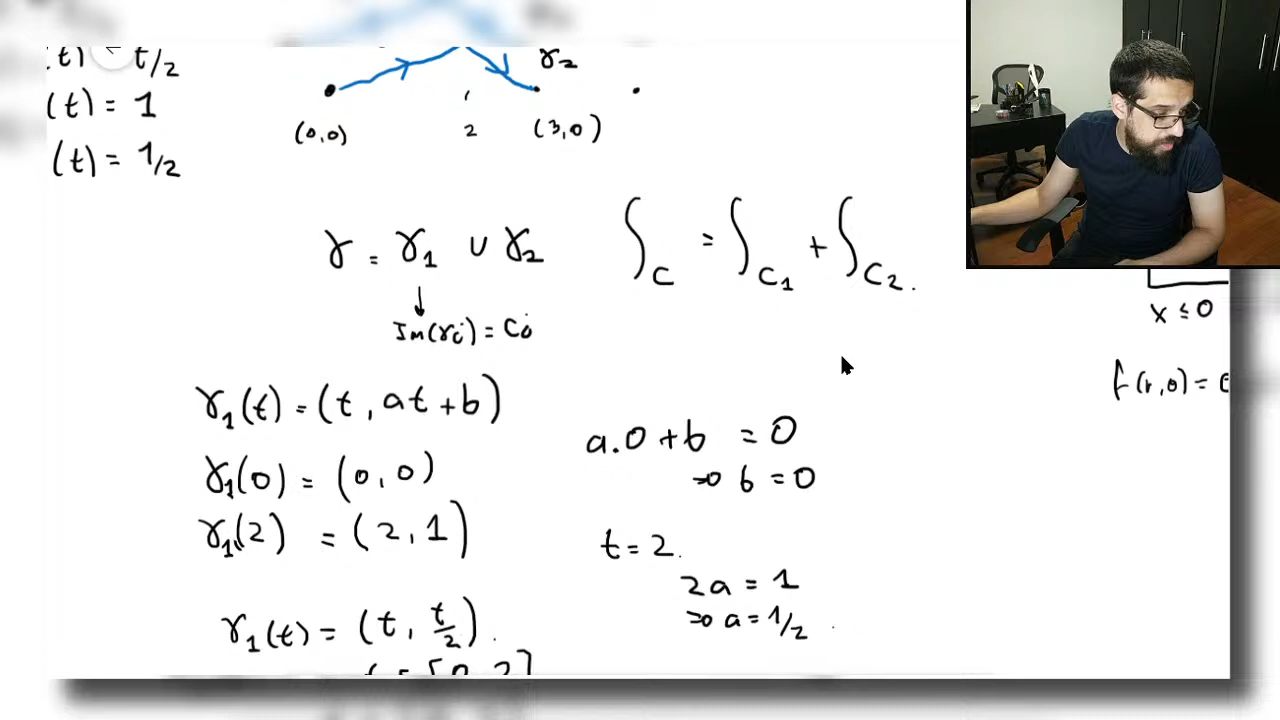 (t) = t/2
(t) = 1
(t) = 1/2
γ2
(0,0)
2
(3,0)
γ = γ1 ∪ γ2
∫C = ∫C1 + ∫C2.
Im(γi) = Ci
x ≤ 0
f(r,θ) =
γ1(t) = (t, at+b)
γ1(0) = (0,0)
γ1(2) = (2,1)
a.0 + b = 0
⇒ b = 0
t = 2.
2a = 1
⇒ a = 1/2.
γ1(t) = (t, t/2).